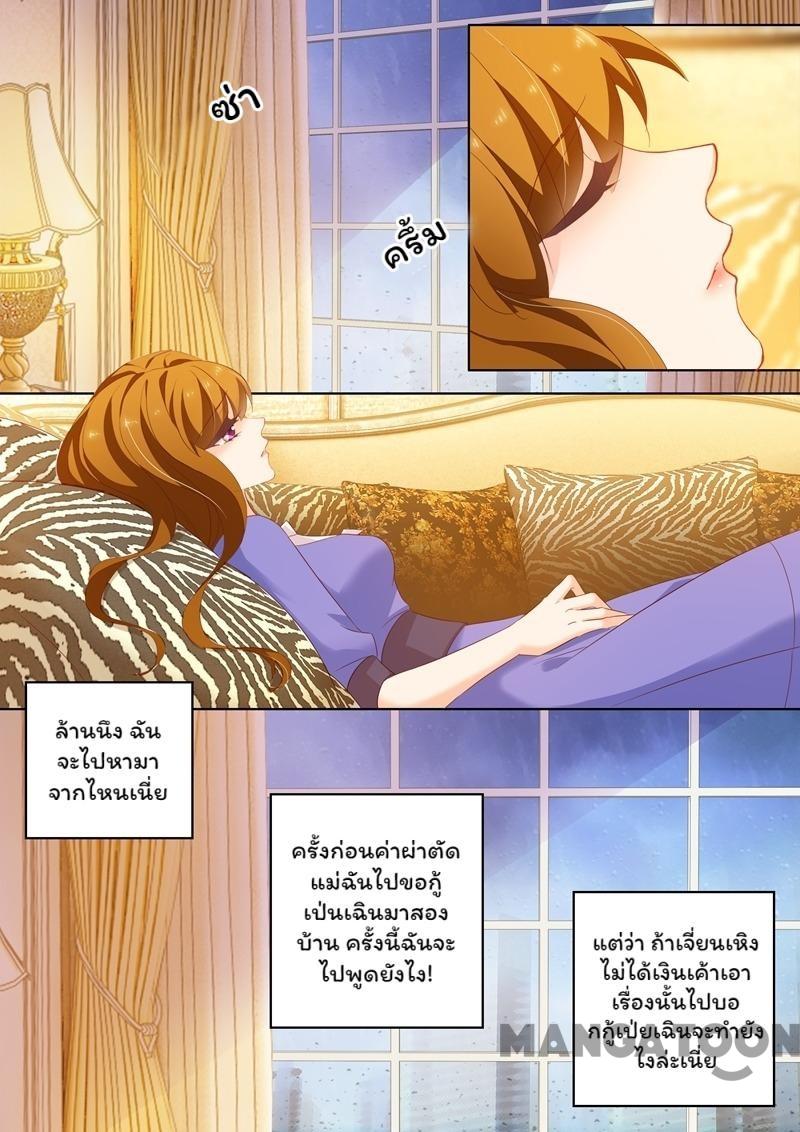 ซ่า
ครึ้ม
ล้านนึง ฉัน
จะไปหามา
จากไหนเนี่ย
ครั้งก่อนค่าผ่าตัด
แม่ฉันไปขอกู้
เป่นเฉินมาสอง
บ้าน ครั้งนี้ฉันจะ
ไปพูดยังไง!
แต่ว่า ถ้าเจี่ยนเหิง
ไม่ได้เงินเค้าเอา
เรื่องนั้นไปบอ
กกู้เป่ยเฉินจะทำยัง
ไงล่ะเนี่ย
MANGATOON